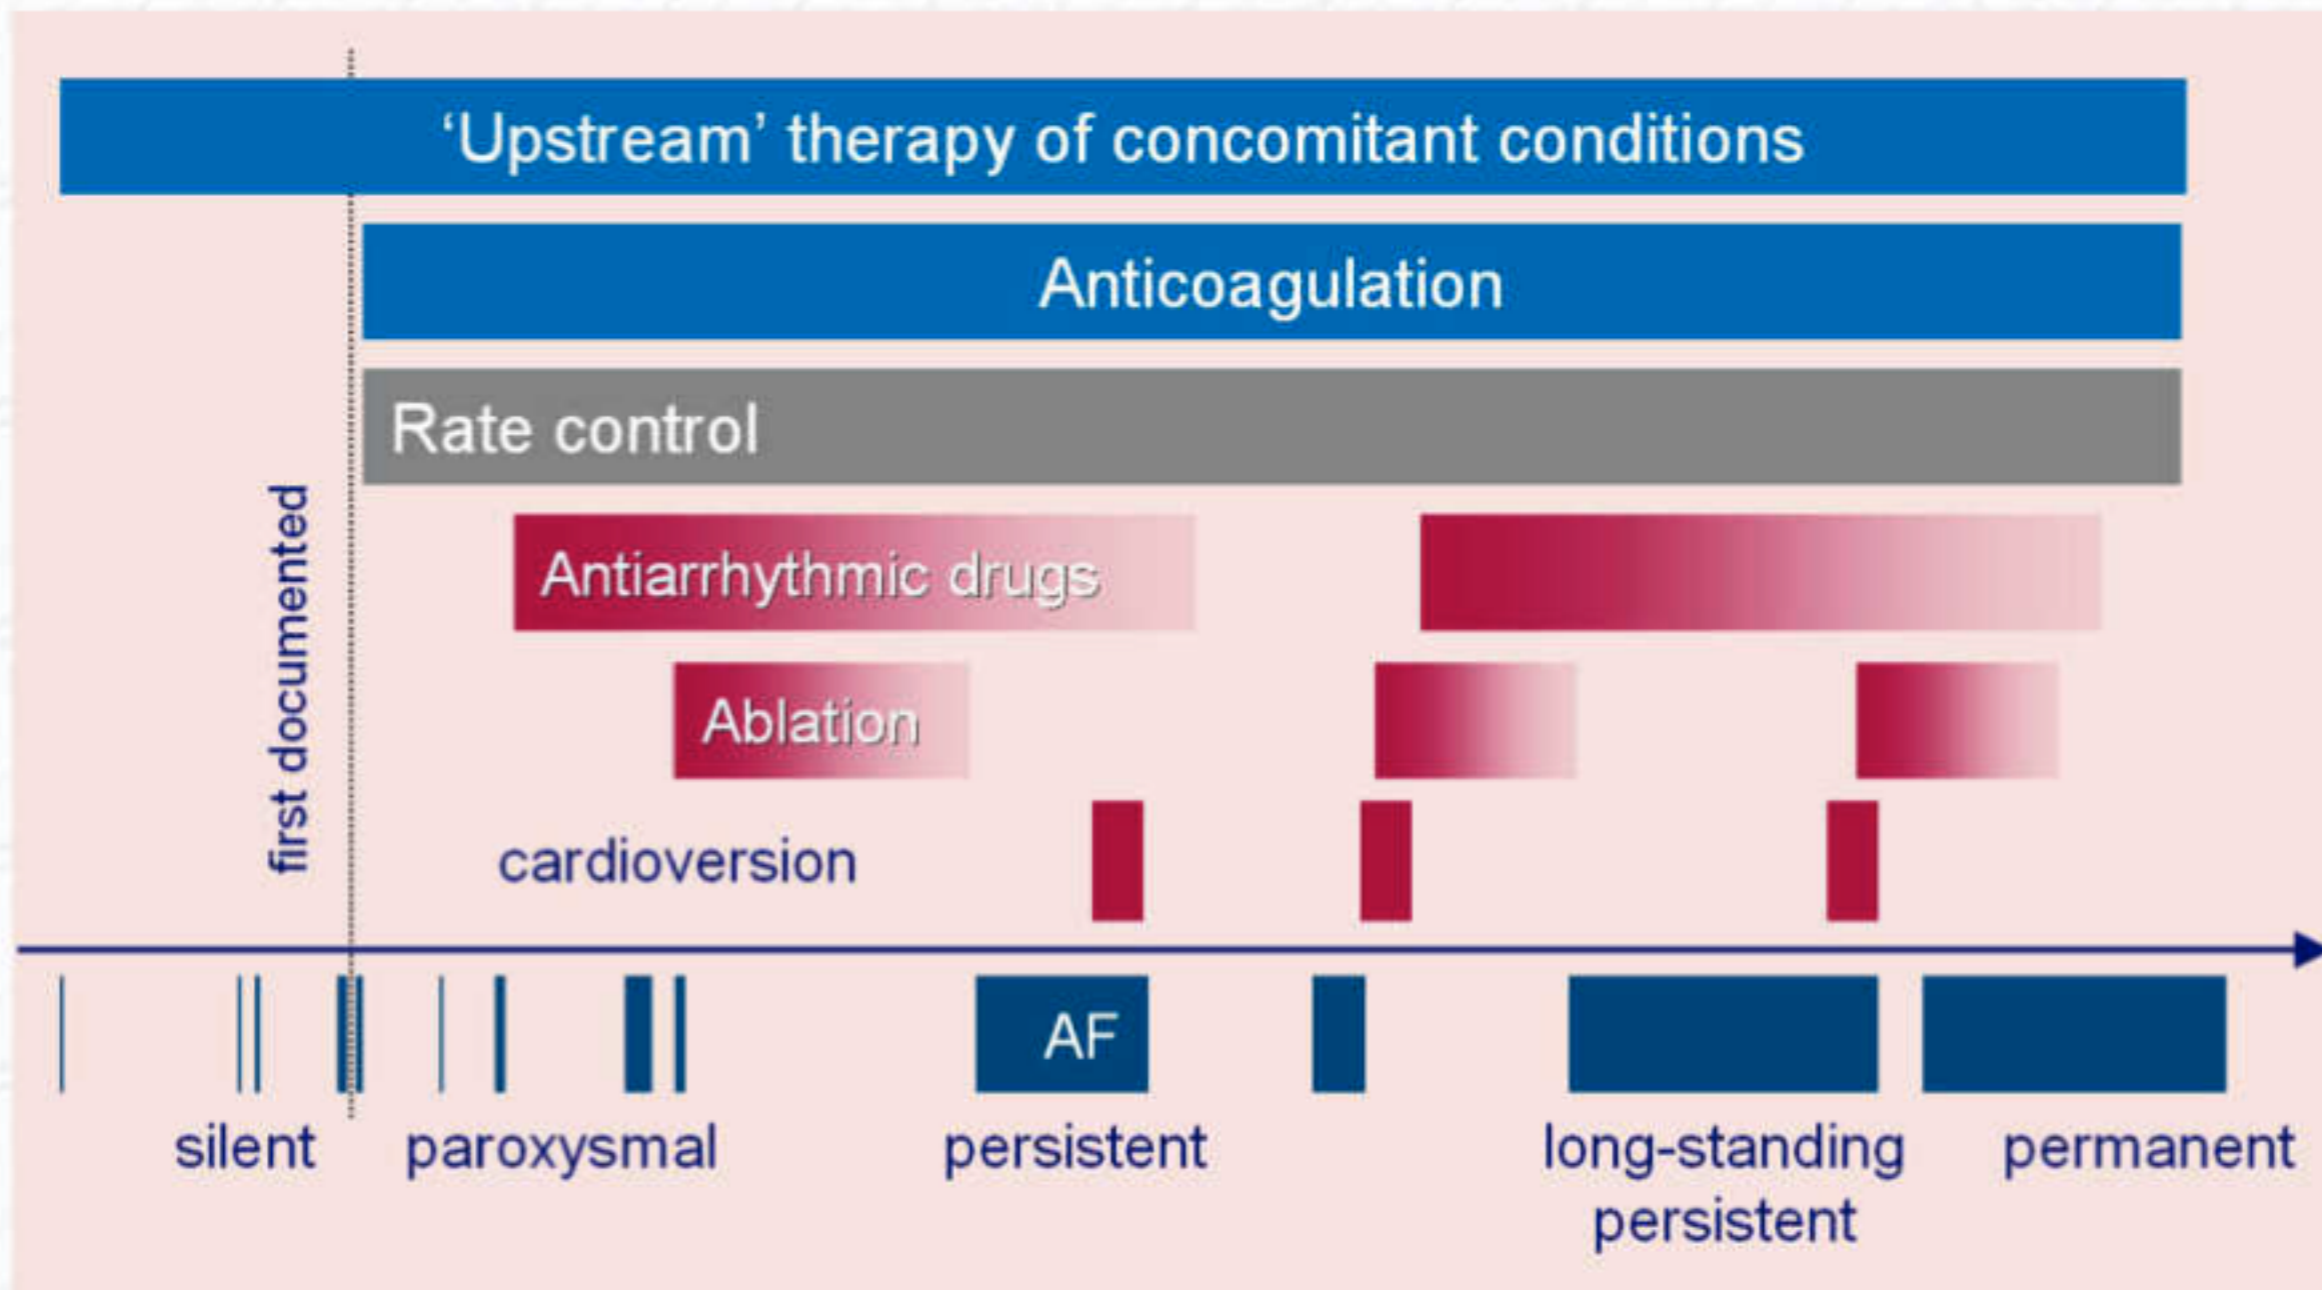 ‘Upstream’ therapy of concomitant conditions
Anticoagulation
Rate control
first documented
Antiarrhythmic drugs
Ablation
cardioversion
AF
silent
paroxysmal
persistent
long-standing
persistent
permanent